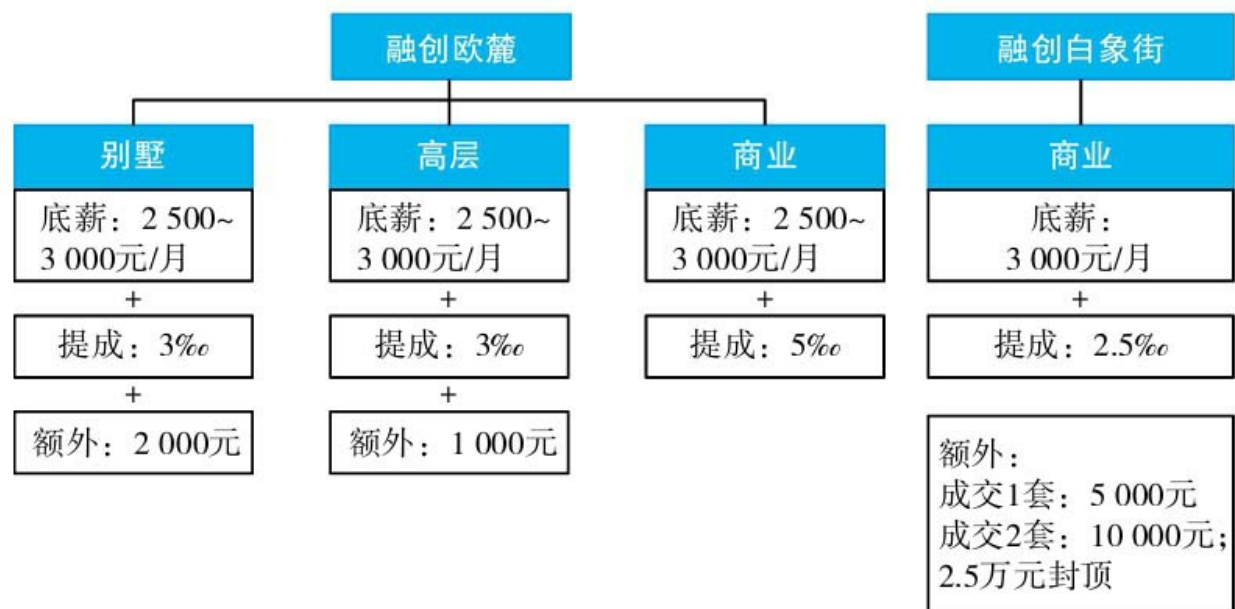 融创欧麓
融创白象街
别墅
高层
商业
商业
底薪：2 500~
3 000元/月
底薪：2 500~
3 000元/月
底薪：2 500~
3 000元/月
底薪：
3 000元/月
+
+
+
+
提成：3‰
提成：3‰
提成：5‰
提成：2.5‰
+
+
额外：2 000元
额外：1 000元
额外：
成交1套：5 000元
成交2套：10 000元；
2.5万元封顶